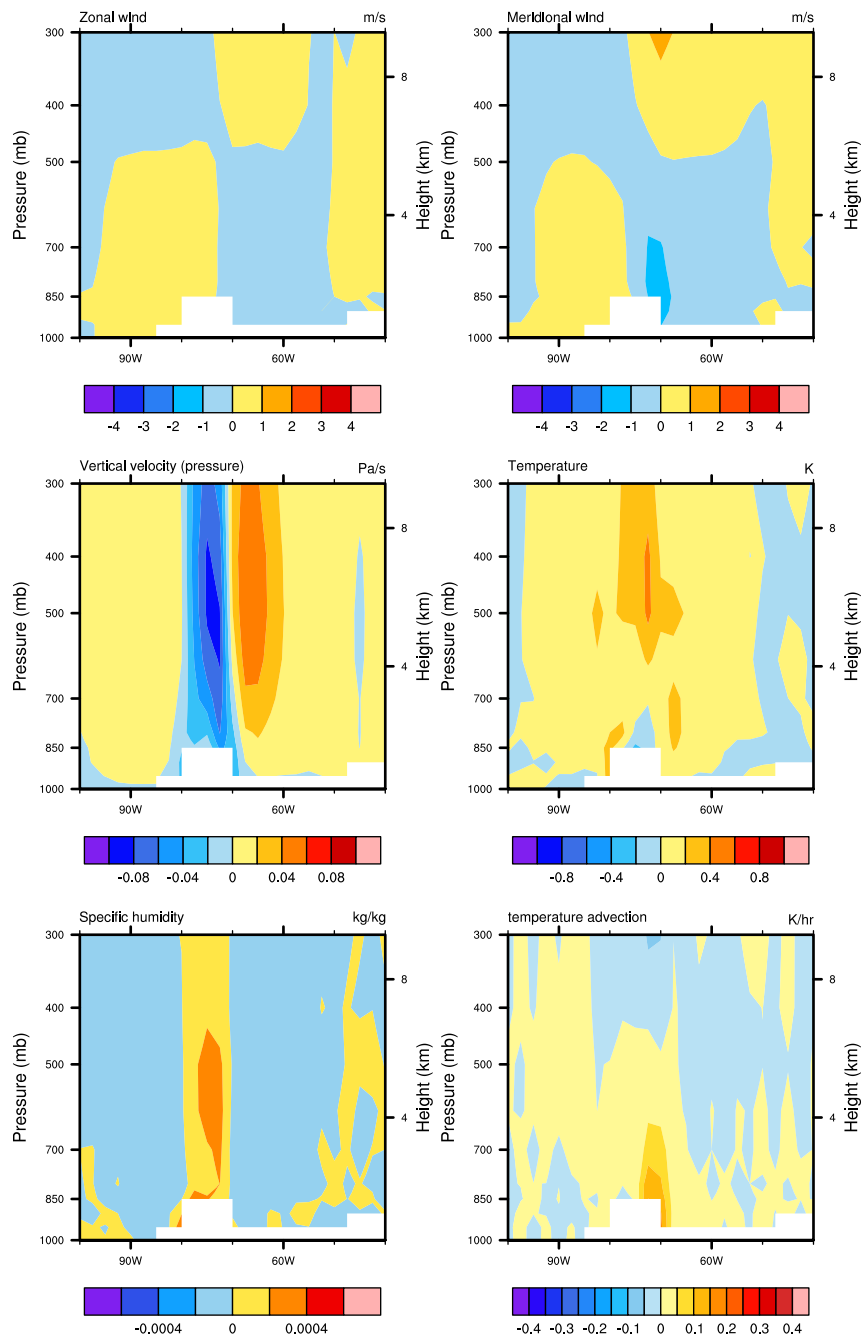 Zonal wind m/s Meridional wind m/s
300 300
400 8 400 8
Pressure (mb) 500 Height (km) Pressure (mb) 500 Height (km)
4 4
700 700
850 850
1000 1000
90W 60W 90W 60W
-4 -3 -2 -1 0 1 2 3 4 -4 -3 -2 -1 0 1 2 3 4
Vertical velocity (pressure) Pa/s Temperature K
300 300
400 8 400 8
Pressure (mb) 500 Height (km) Pressure (mb) 500 Height (km)
4 4
700 700
850 850
1000 1000
90W 60W 90W 60W
-0.08 -0.04 0 0.04 0.08 -0.8 -0.4 0 0.4 0.8
Specific humidity kg/kg temperature advection K/hr
300 300
400 8 400 8
Pressure (mb) 500 Height (km) Pressure (mb) 500 Height (km)
4 4
700 700
850 850
1000 1000
90W 60W 90W 60W
-0.0004 0 0.0004 -0.4 -0.3 -0.2 -0.1 0 0.1 0.2 0.3 0.4